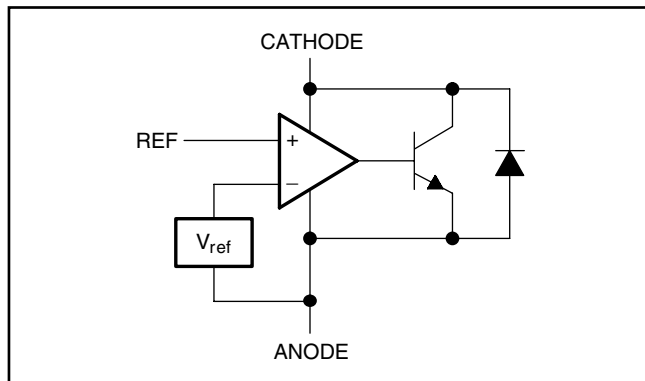 CATHODE
REF
+
−
Vref
ANODE